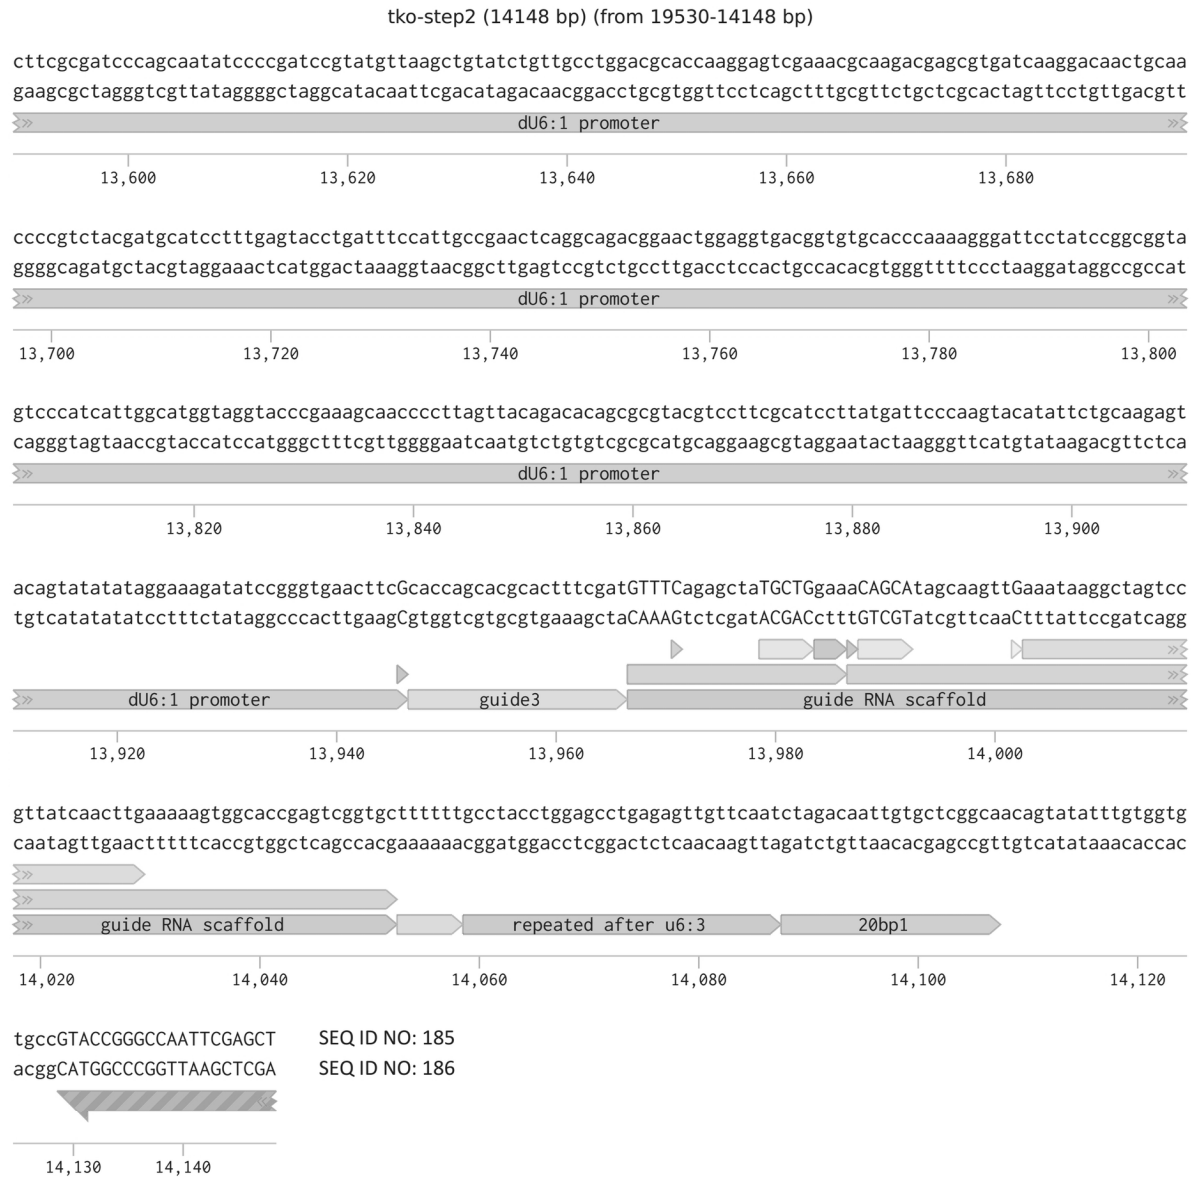 tko-step2 (14148 bp) (from 19530-14148 bp)
cttcgcgatcccagcaatatccccgatccgtatgttaagctgtatctgttgcctggacgcaccaaggagtcgaaacgcaagacgagcgtgatcaaggacaactgcaa
gaagcgctagggtcgttataggggctaggcatacaattcgacatagacaacggacctgcgtggttcctcagctttgcgttctgctcgcactagttcctgttgacgtt
dU6:1 promoter
13,600 13,620 13,640 13,660 13,680
ccccgtctacgatgcatcctttgagtacctgatttccattgccgaactcaggcagacggaactggaggtgacggtgtgcacccaaaagggattcctatccggcggta
ggggcagatgctacgtaggaaactcatggactaaaggtaacggcttgagtccgtctgccttgacctccactgccacacgtgggttttccctaaggataggccgccat
dU6:1 promoter
13,700 13,720 13,740 13,760 13,780 13,800
gtcccatcattggcatggtaggtacccgaaagcaaccccttagttacagacacagcgcgtacgtccttcgcatccttatgattcccaagtacatattctgcaagagt
cagggtagtaaccgtaccatccatgggctttcgttggggaatcaatgtctgtgtcgcgcatgcaggaagcgtaggaatactaagggttcatgtataagacgttctca
dU6:1 promoter
13,820 13,840 13,860 13,880 13,900
acagtatatataggaaagatatccgggtgaacttcGcaccagcacgcactttcgatGTTTCagagctaTGCTGgaaaCAGCAtagcaagttGaaataaggctagtcc
tgtcatatatatcctttctataggcccacttgaagCgtggtcgtgcgtgaaagctaCAAAGtctcgatACGACctttGTCGTatcgttcaaCtttattccgatcagg
dU6:1 promoter guide3 guide RNA scaffold
13,920 13,940 13,960 13,980 14,000
gttatcaacttgaaaaagtggcaccgagtcggtgcttttttgcctacctggagcctgagagttgttcaatctagacaattgtgctcggcaacagtatatttgtggtg
caatagttgaactttttcaccgtggctcagccacgaaaaaacggatggacctcggactctcaacaagttagatctgttaacacgagccgttgtcatataaacaccac
guide RNA scaffold repeated after u6:3 20bp1
14,020 14,040 14,060 14,080 14,100 14,120
tgccGTACCGGGCCAATTCGAGCT SEQ ID NO: 185
acggCATGGCCCGGTTAAGCTCGA SEQ ID NO: 186
14,130 14,140